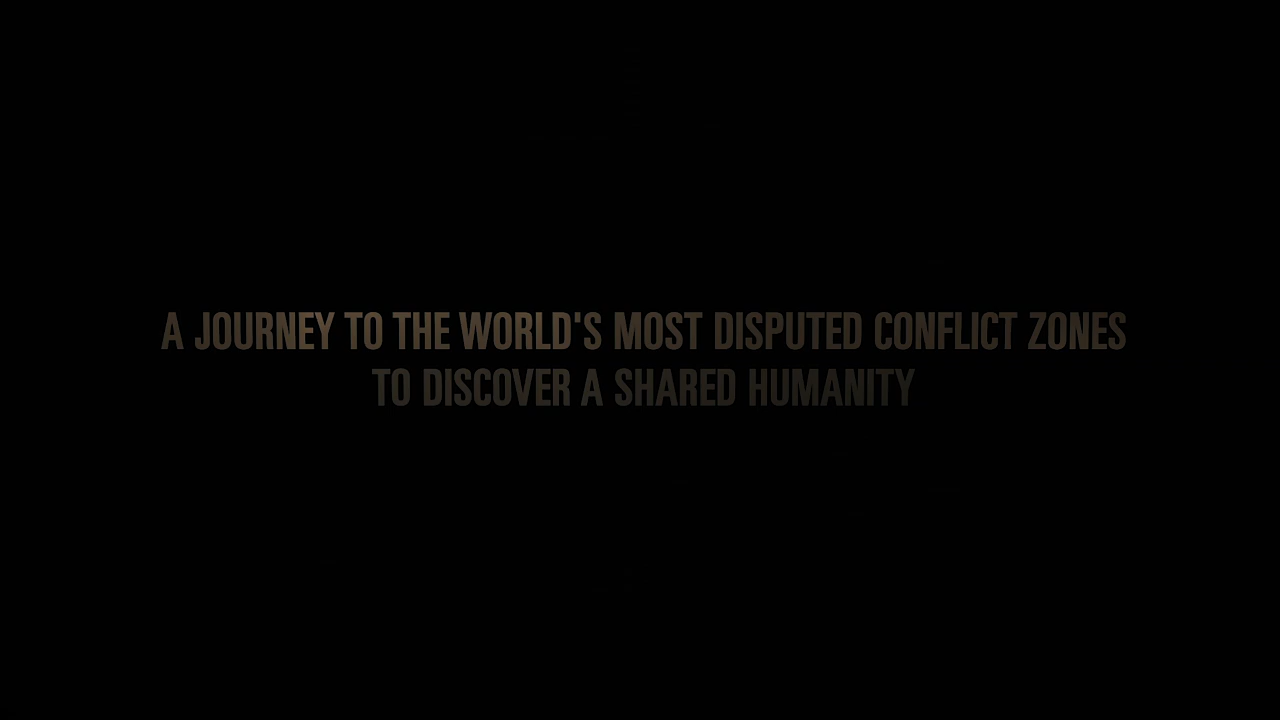 A JOURNEY TO THE WORLD'S MOST DISPUTED CONFLICT ZONES
TO DISCOVER A SHARED HUMANITY